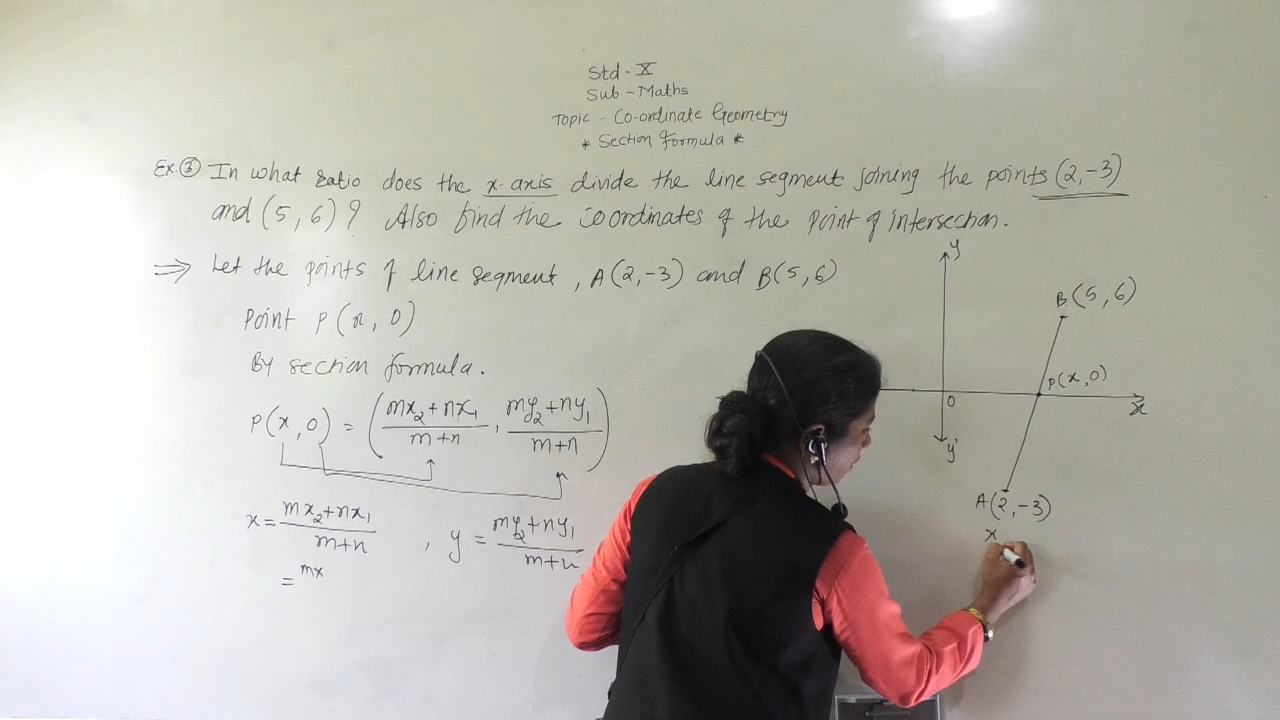 Std - X
Sub - Maths
Topic - Co-ordinate Geometry
* Section formula *
Ex. ③ In what ratio does the x-axis divide the line segment joining the points (2,-3)
and (5, 6)? Also find the coordinates of the point of intersection.
⇒ Let the points of line segment, A(2,-3) and B(5,6)
Point P(x, 0)
By section formula.
P(x, 0) = ( mx₂+nx₁ / m+n , my₂+ny₁ / m+n )
x = mx₂+nx₁ / m+n , y = my₂+ny₁ / m+n
= mx
y
B(5, 6)
P(x, 0)
0
x
y'
A(2,-3)
x